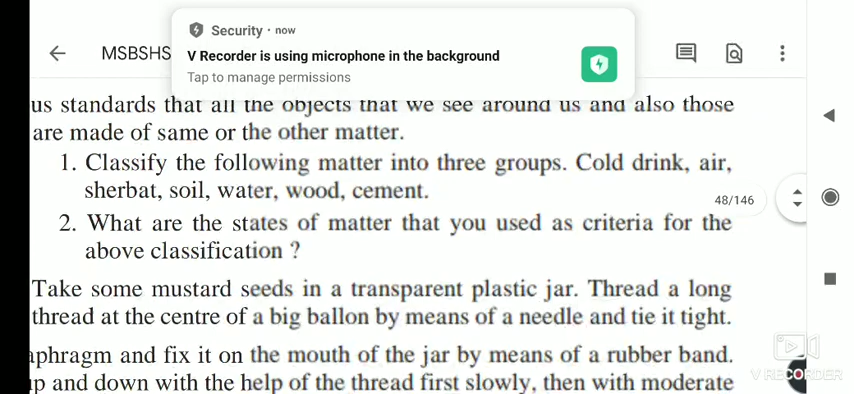 Security · now
MSBSHS
V Recorder is using microphone in the background
Tap to manage permissions
us standards that all the objects that we see around us and also those
are made of same or the other matter.
1. Classify the following matter into three groups. Cold drink, air,
sherbat, soil, water, wood, cement.
48/146
2. What are the states of matter that you used as criteria for the
above classification ?
Take some mustard seeds in a transparent plastic jar. Thread a long
thread at the centre of a big ballon by means of a needle and tie it tight.
aphragm and fix it on the mouth of the jar by means of a rubber band.
up and down with the help of the thread first slowly, then with moderate
V RECORDER